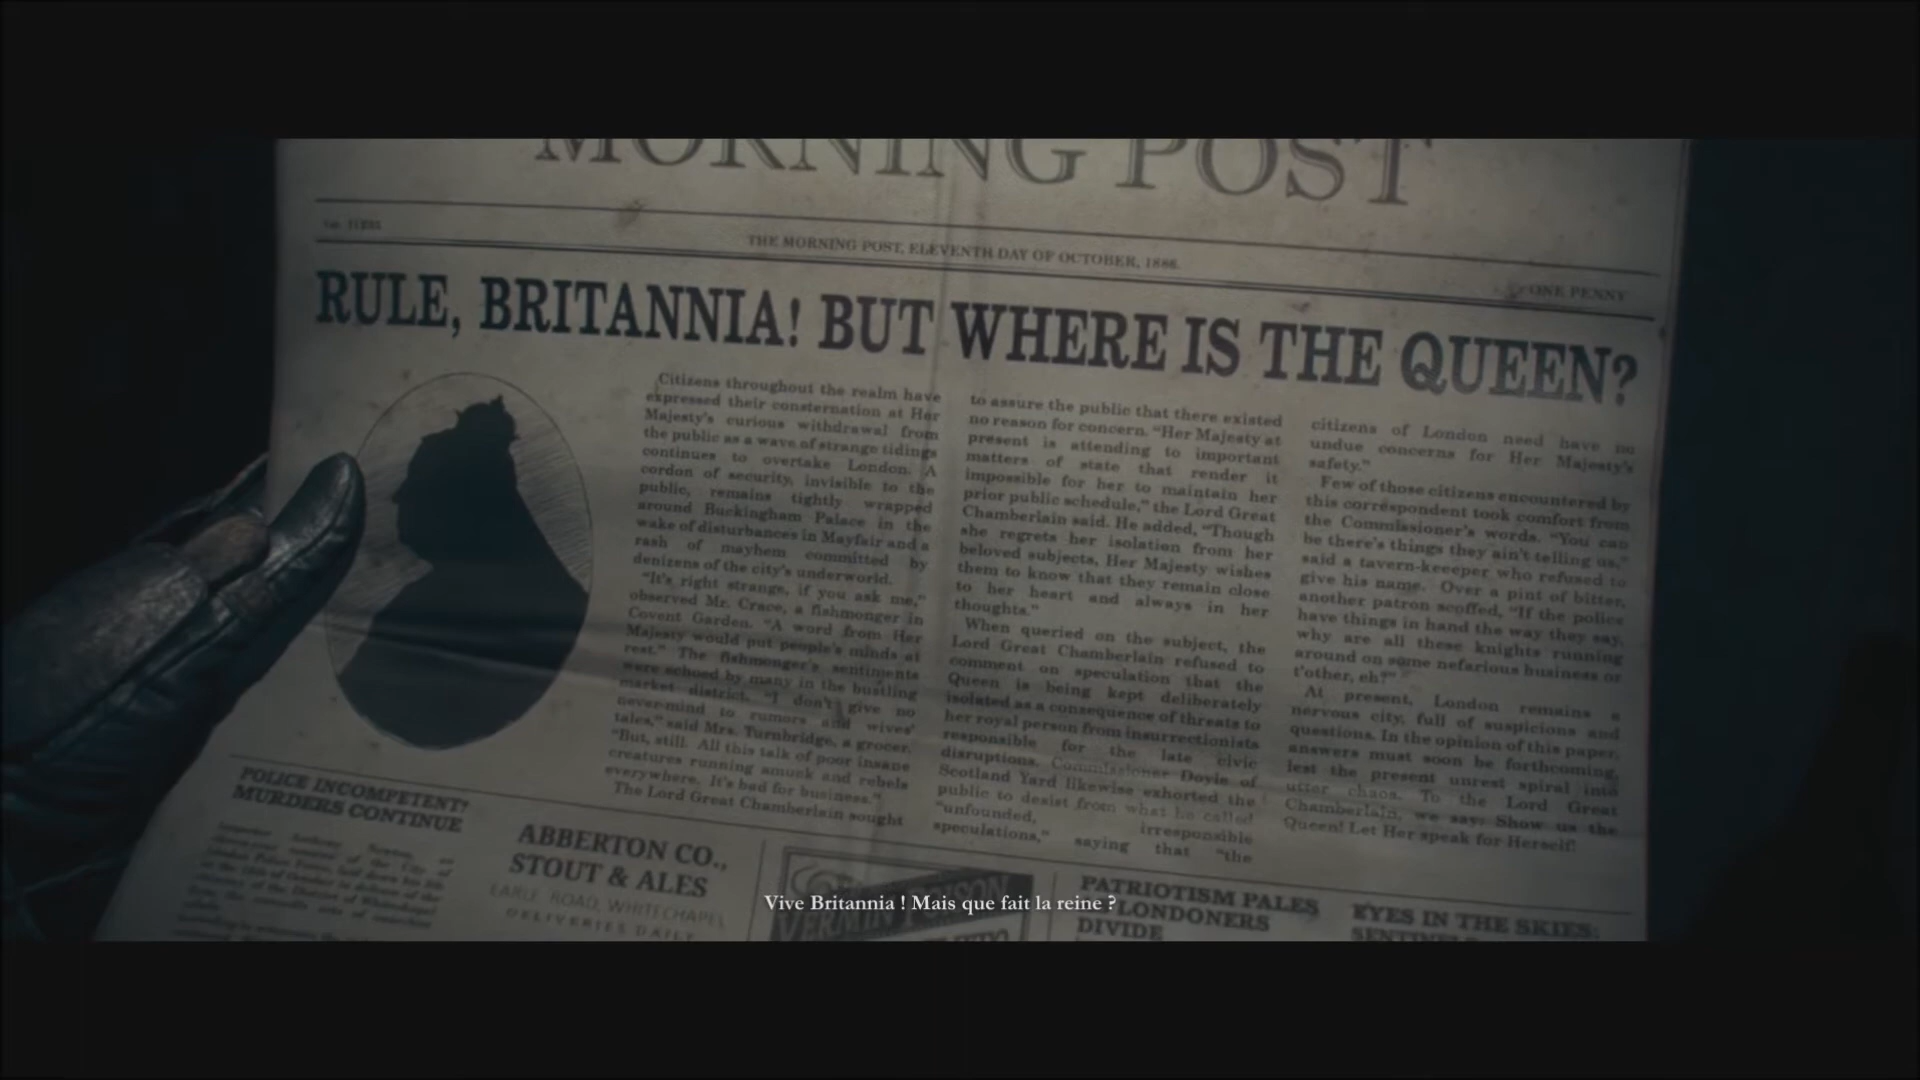 MORNING POST
THE MORNING POST, ELEVENTH DAY OF OCTOBER, 1886.
ONE PENNY
RULE, BRITANNIA! BUT WHERE IS THE QUEEN?
Citizens throughout the realm have
expressed their consternation at Her
Majesty's curious withdrawal from
the public as a wave of strange tidings
continues to overtake London. A
cordon of security, invisible to the
public, remains tightly wrapped
around Buckingham Palace in the
wake of disturbances in Mayfair and a
rash of mayhem committed by
denizens of the city's underworld.
"It's right strange, if you ask me,"
observed Mr. Crace, a fishmonger in
Covent Garden. "A word from Her
Majesty would put people's minds at
rest." The fishmonger's sentiments
were echoed by many in the bustling
market district. "I don't give no
never-mind to rumors and wives'
tales," said Mrs. Turnbridge, a grocer.
"But, still. All this talk of poor insane
creatures running amuck and rebels
everywhere. It's bad for business."
The Lord Great Chamberlain sought
to assure the public that there existed
no reason for concern. "Her Majesty at
present is attending to important
matters of state that render it
impossible for her to maintain her
prior public schedule," the Lord Great
Chamberlain said. He added, "Though
she regrets her isolation from her
beloved subjects, Her Majesty wishes
them to know that they remain close
to her heart and always in her
thoughts."
When queried on the subject, the
Lord Great Chamberlain refused to
comment on speculation that the
Queen is being kept deliberately
isolated as a consequence of threats to
her royal person from insurrectionists
responsible for the late civic
disruptions. Commissioner Doyle of
Scotland Yard likewise exhorted the
public to desist from what he called
"unfounded, irresponsible
speculations," saying that "the
citizens of London need have no
undue concerns for Her Majesty's
safety."
Few of those citizens encountered by
this correspondent took comfort from
the Commissioner's words. "You can
be there's things they ain't telling us,"
said a tavern-keeeper who refused to
give his name. Over a pint of bitter,
another patron scoffed, "If the police
have things in hand the way they say,
why are all these knights running
around on some nefarious business or
t'other, eh?"
At present, London remains a
nervous city, full of suspicions and
questions. In the opinion of this paper,
answers must soon be forthcoming,
lest the present unrest spiral into
utter chaos. To the Lord Great
Chamberlain, we say: Show us the
Queen! Let Her speak for Herself!
POLICE INCOMPETENT?
MURDERS CONTINUE
ABBERTON CO.,
STOUT & ALES
EARLE ROAD, WHITECHAPEL
DELIVERIES DAILY
PATRIOTISM PALES
LONDONERS
DIVIDE
EYES IN THE SKIES:
Vive Britannia ! Mais que fait la reine ?